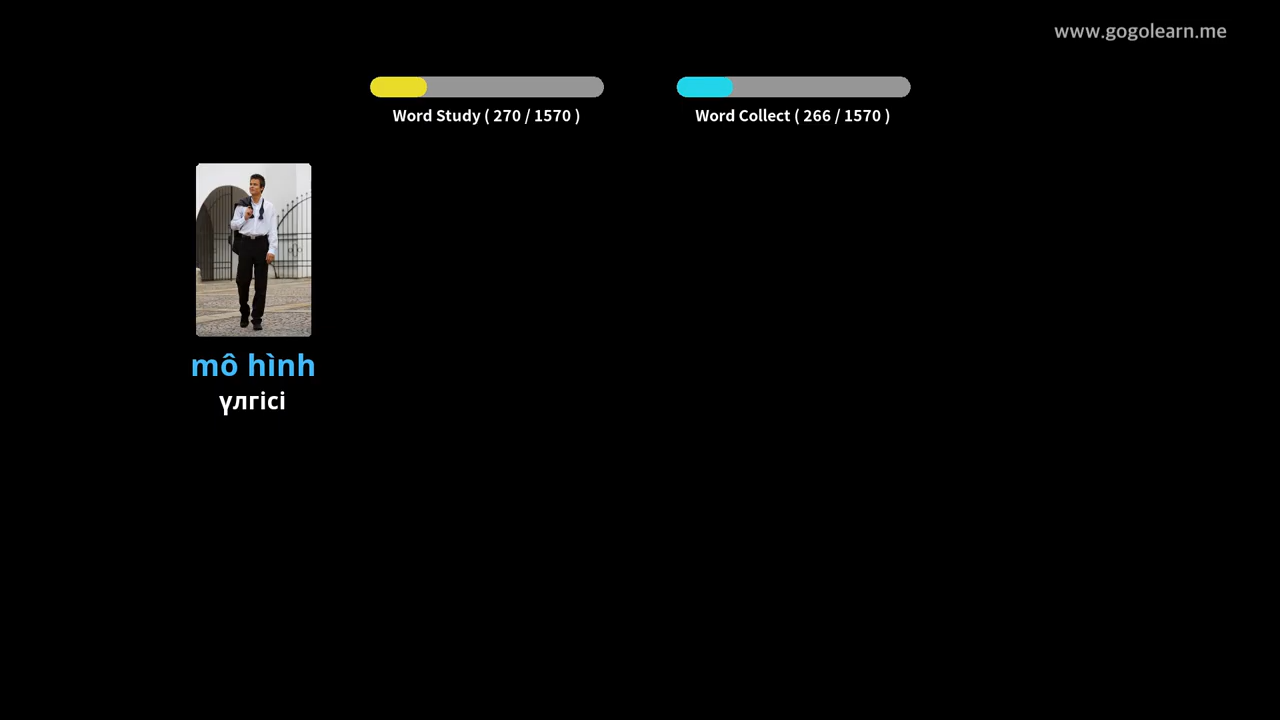 www.gogolearn.me
Word Study ( 270 / 1570 )
Word Collect ( 266 / 1570 )
mô hình
үлгісі